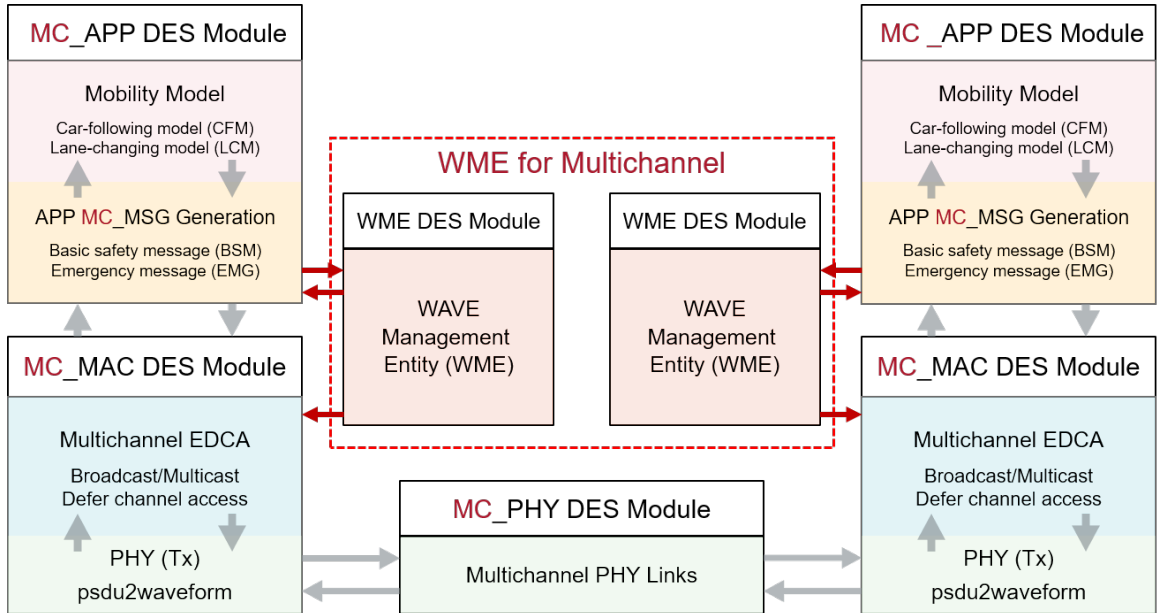 MC_APP DES Module
Mobility Model
Car-following model (CFM)
Lane-changing model (LCM)
APP MC_MSG Generation
Basic safety message (BSM)
Emergency message (EMG)
MC_MAC DES Module
Multichannel EDCA
Broadcast/Multicast
Defer channel access
PHY (Tx)
psdu2waveform
WME for Multichannel
WME DES Module
WAVE
Management
Entity (WME)
WME DES Module
WAVE
Management
Entity (WME)
MC_PHY DES Module
Multichannel PHY Links
MC _APP DES Module
Mobility Model
Car-following model (CFM)
Lane-changing model (LCM)
APP MC_MSG Generation
Basic safety message (BSM)
Emergency message (EMG)
MC_MAC DES Module
Multichannel EDCA
Broadcast/Multicast
Defer channel access
PHY (Tx)
psdu2waveform